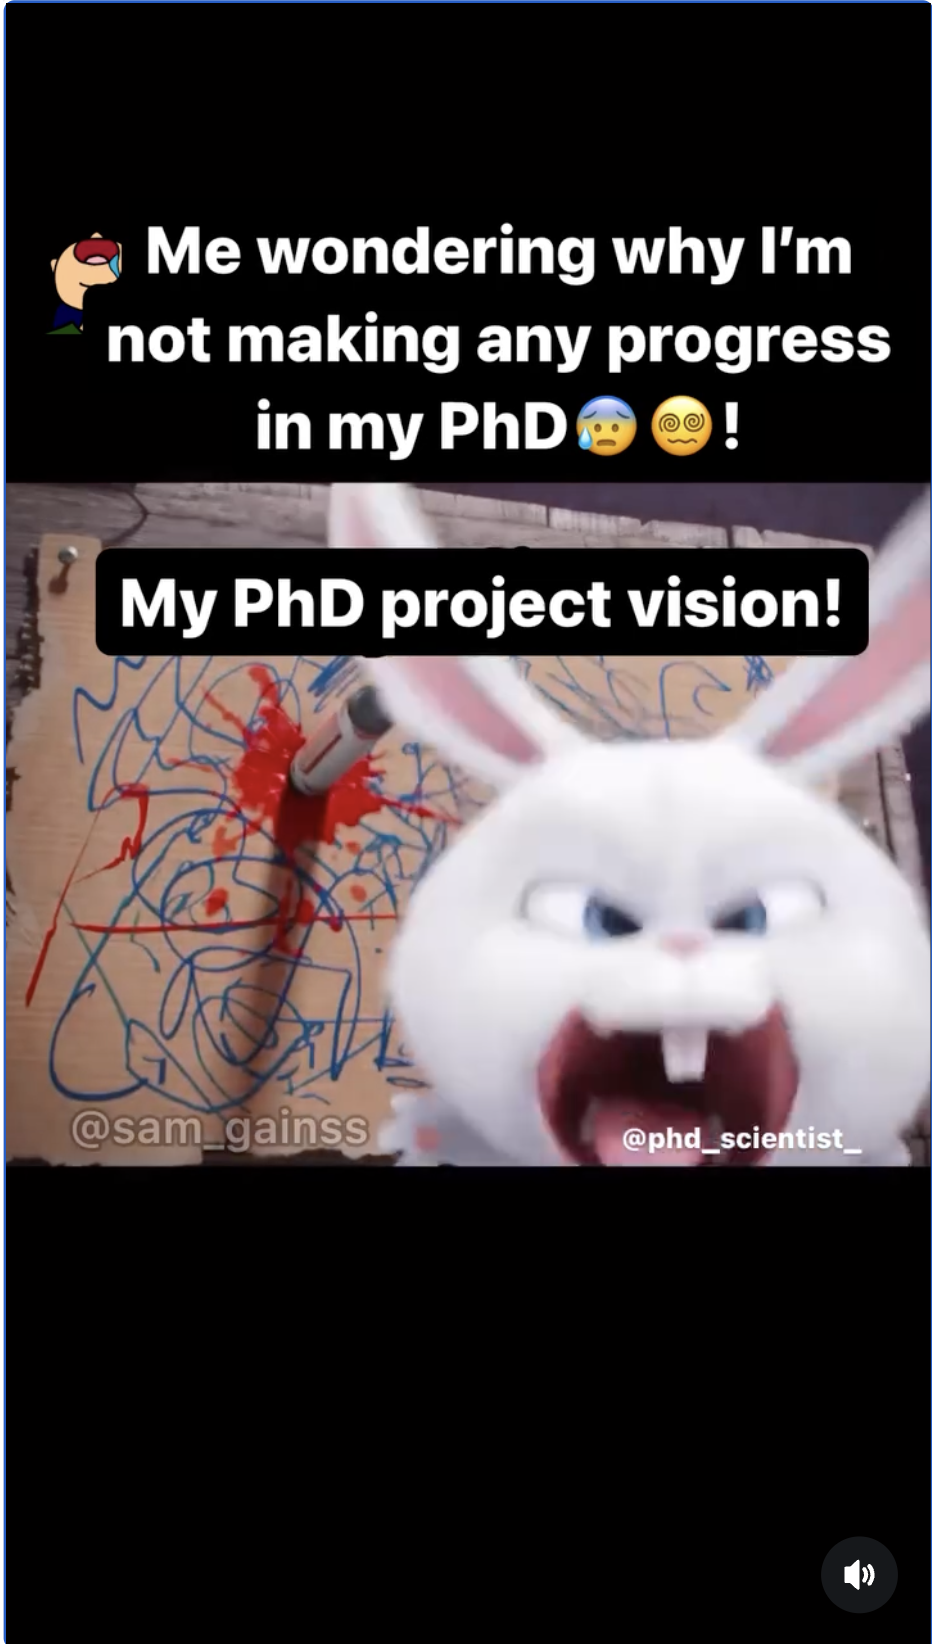 Me wondering why I’m
not making any progress
in my PhD😰 😵‍💫 !
My PhD project vision!
@sam_gainss
@phd_scientist_